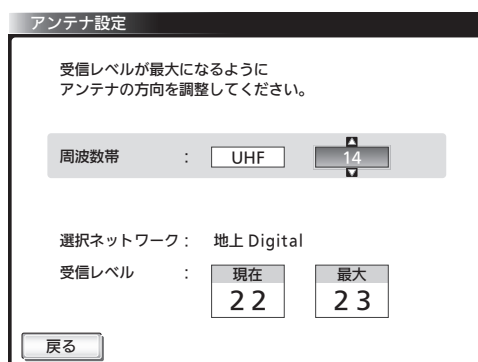 アンテナ設定
受信レベルが最大になるように
アンテナの方向を調整してください。
周波数帯 : UHF 14
選択ネットワーク : 地上 Digital
受信レベル : 現在 最大
22 23
戻る